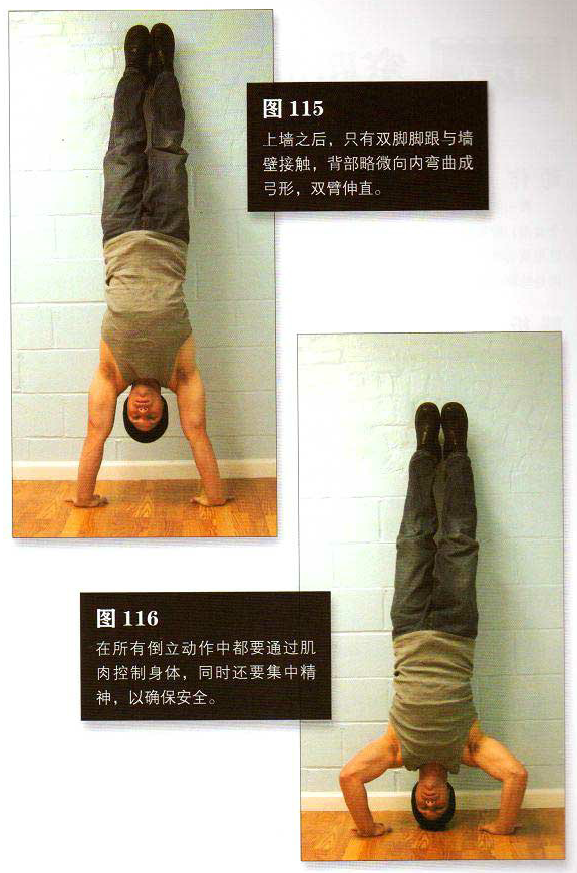 图 115
上墙之后，只有双脚脚跟与墙
壁接触，背部略微向内弯曲成
弓形，双臂伸直。
图 116
在所有倒立动作中都要通过肌
肉控制身体，同时还要集中精
神，以确保安全。